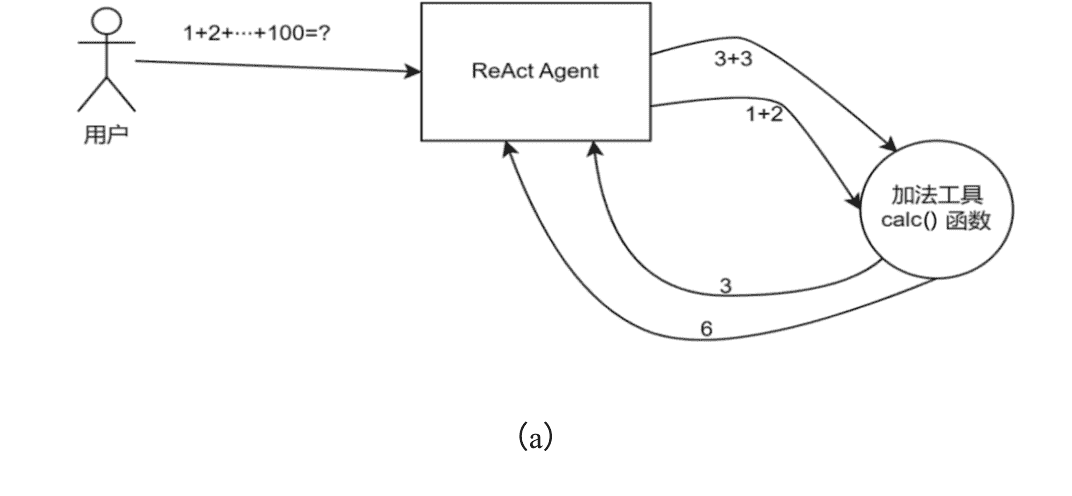 1+2+···+100=?
ReAct Agent
3+3
1+2
用户
加法工具
calc() 函数
3
6
(a)